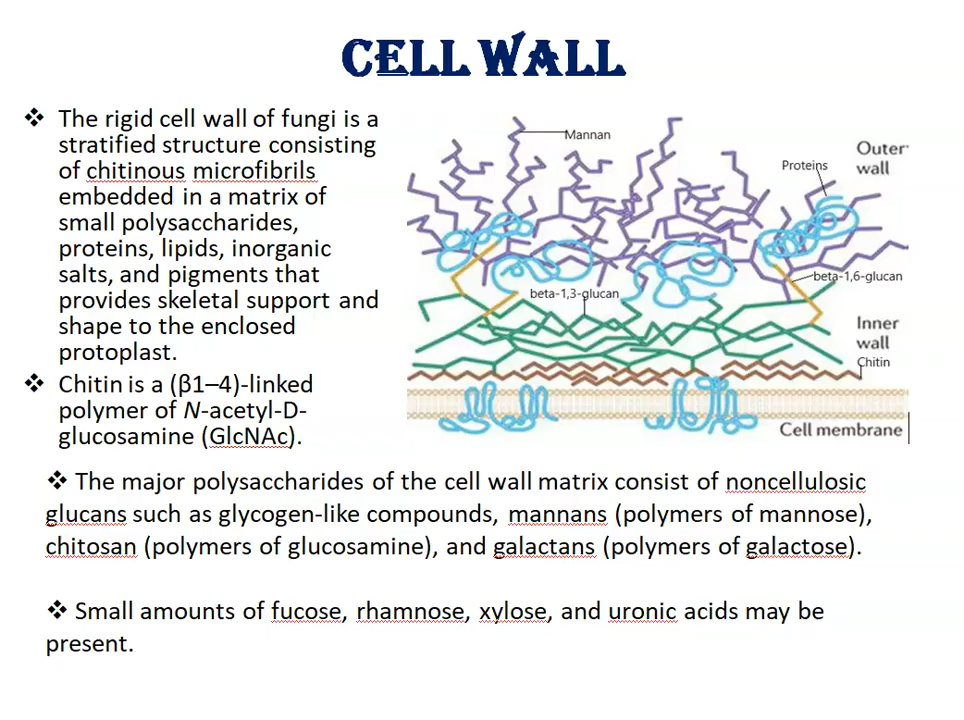 CELL WALL
❖ The rigid cell wall of fungi is a
stratified structure consisting
of chitinous microfibrils
embedded in a matrix of
small polysaccharides,
proteins, lipids, inorganic
salts, and pigments that
provides skeletal support and
shape to the enclosed
protoplast.
❖ Chitin is a (β1–4)-linked
polymer of N-acetyl-D-
glucosamine (GlcNAc).
Mannan
Proteins
Outer
wall
beta-1,6-glucan
beta-1,3-glucan
Inner
wall
Chitin
Cell membrane
❖ The major polysaccharides of the cell wall matrix consist of noncellulosic
glucans such as glycogen-like compounds, mannans (polymers of mannose),
chitosan (polymers of glucosamine), and galactans (polymers of galactose).
❖ Small amounts of fucose, rhamnose, xylose, and uronic acids may be
present.